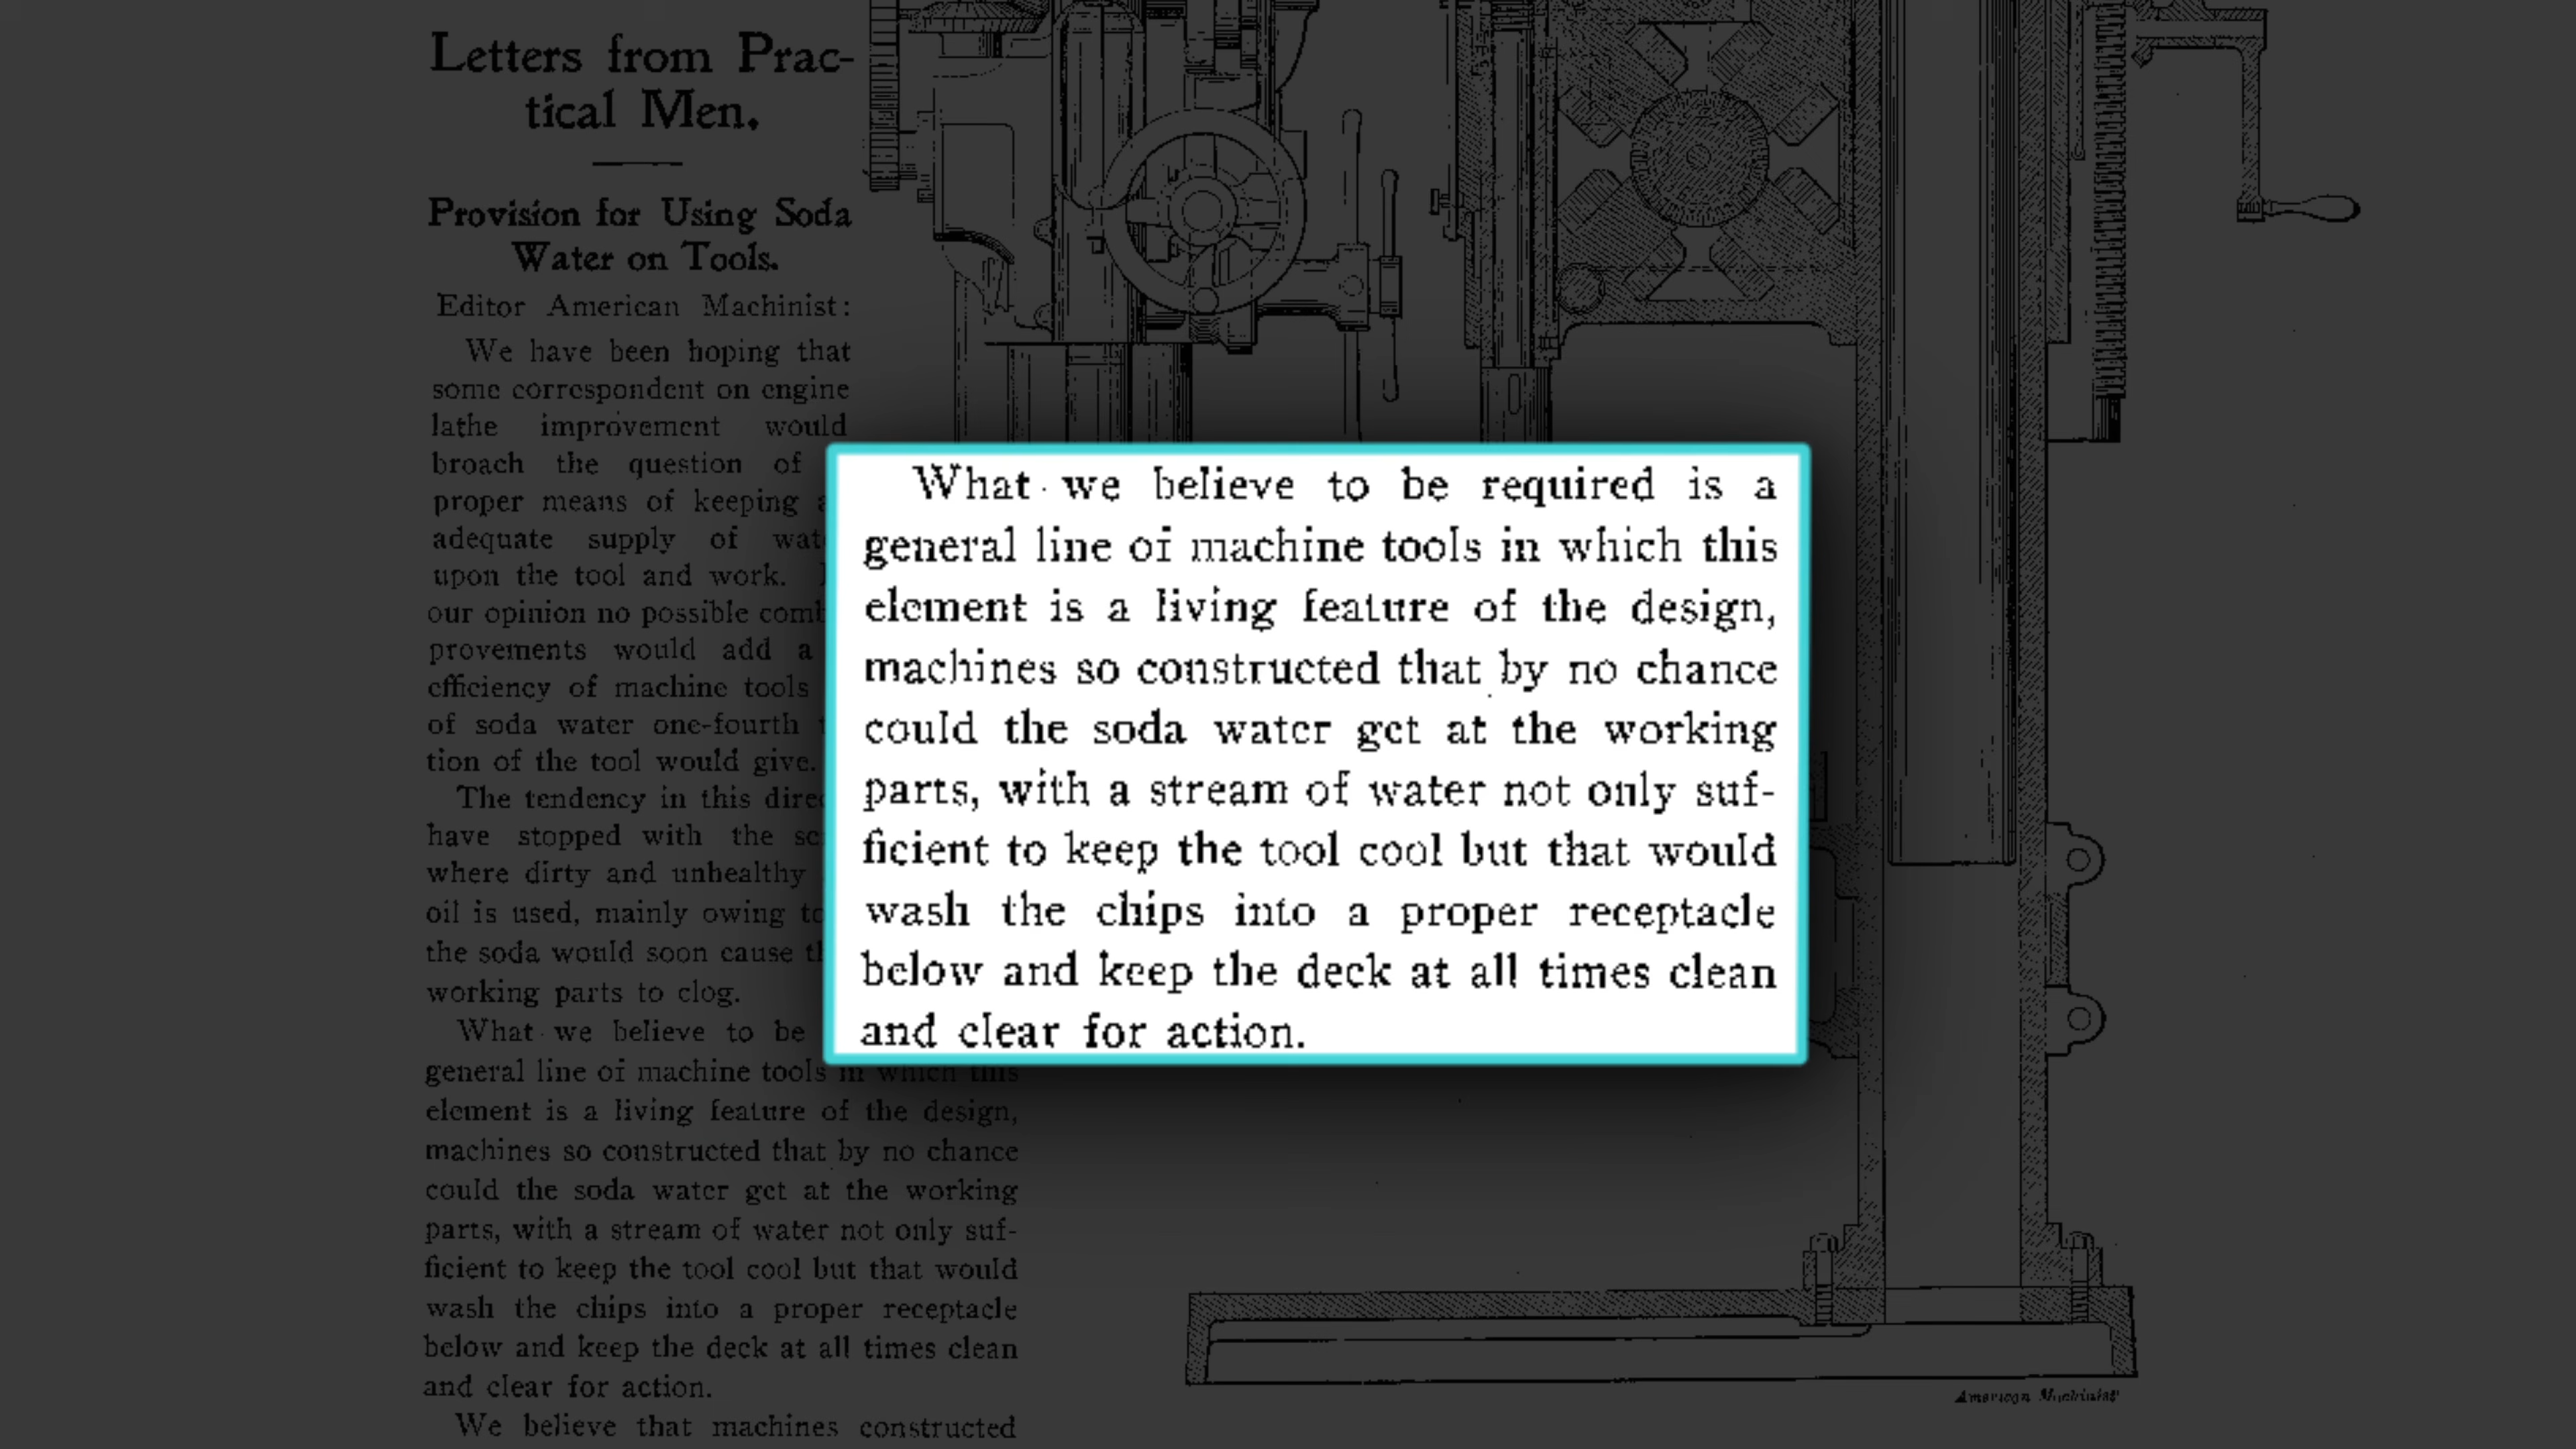 Letters from Prac-
tical Men.
Provision for Using Soda
Water on Tools.
Editor American Machinist:
We have been hoping that
some correspondent on engine
lathe improvement would
broach the question of
proper means of keeping
adequate supply of
upon the tool and work.
our opinion no possible
provements would add a
efficiency of machine tools
of soda water one-fourth
tion of the tool would give.
The tendency in this
have stopped with the
where dirty and unhealthy
oil is used, mainly owing
the soda would soon cause
working parts to clog.
What we believe to be
general line of machine tools in which this
element is a living feature of the design,
machines so constructed that by no chance
could the soda water get at the working
parts, with a stream of water not only suf-
ficient to keep the tool cool but that would
wash the chips into a proper receptacle
below and keep the deck at all times clean
and clear for action.
We believe that machines constructed
What we believe to be required is a
general line of machine tools in which this
element is a living feature of the design,
machines so constructed that by no chance
could the soda water get at the working
parts, with a stream of water not only suf-
ficient to keep the tool cool but that would
wash the chips into a proper receptacle
below and keep the deck at all times clean
and clear for action.
American Machinist